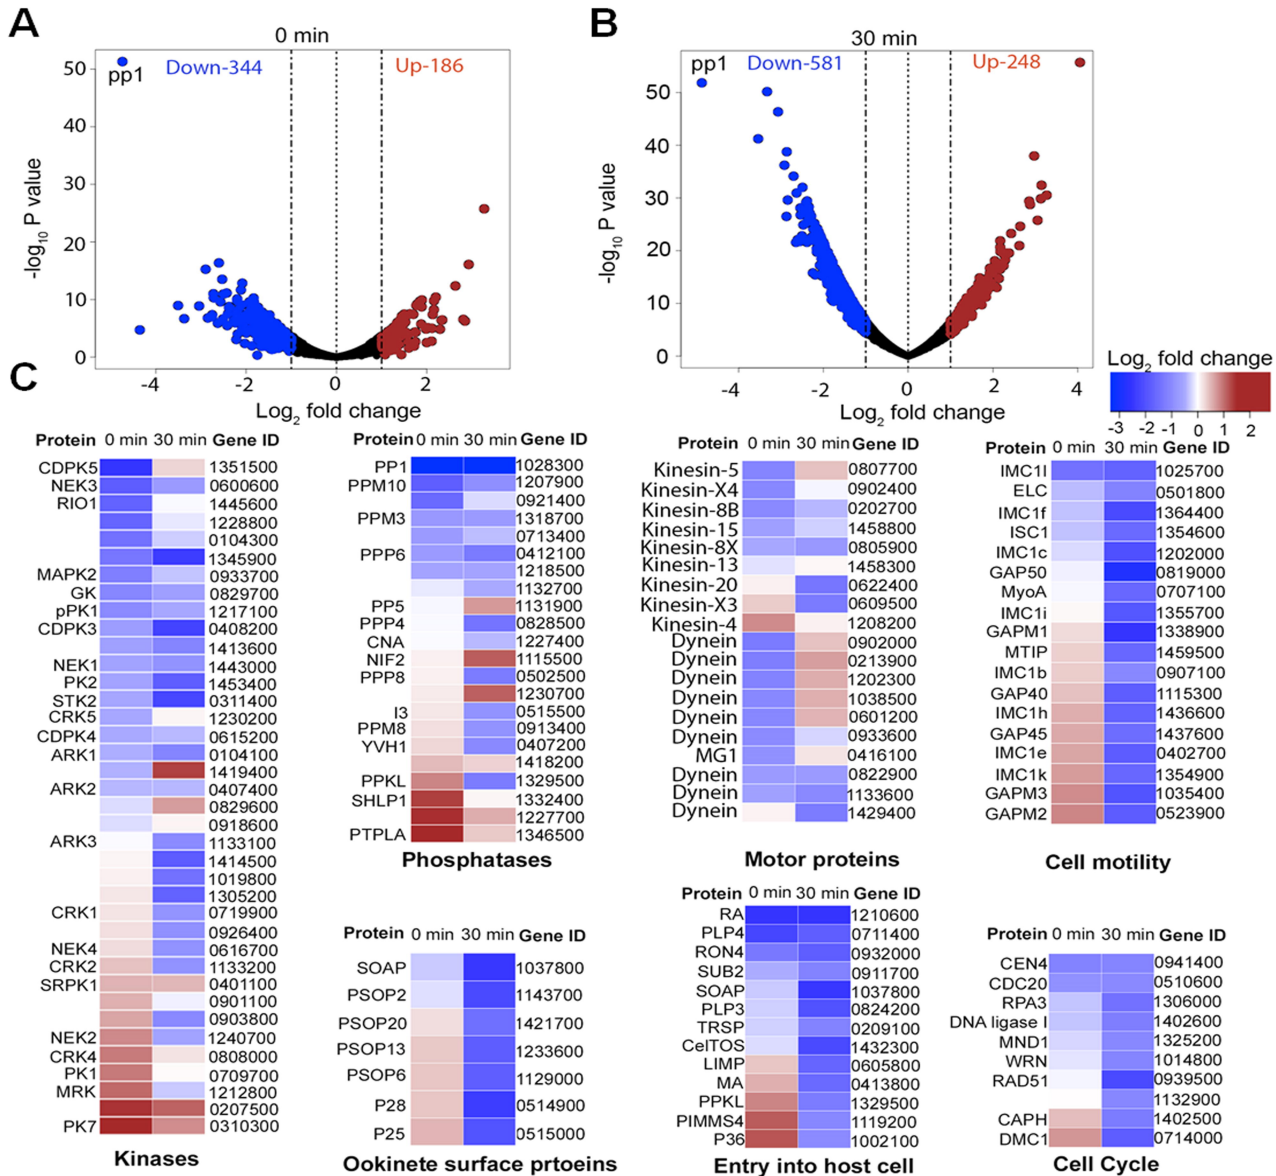 A
0 min
50
40
30
20
10
0
-log10 P value
pp1
Down-344
Up-186
-4
-2
0
2
Log2 fold change
B
30 min
50
40
30
20
10
0
-log10 P value
pp1
Down-581
Up-248
-4
-2
0
2
4
Log2 fold change
Log2 fold change
-3 -2 -1 0 1 2
C
Protein 0 min 30 min Gene ID
CDPK5 1351500
NEK3 0600600
RIO1 1445600
1228800
0104300
1345900
MAPK2 0933700
GK 0829700
pPK1 1217100
CDPK3 0408200
1413600
NEK1 1443000
PK2 1453400
STK2 0311400
CRK5 1230200
CDPK4 0615200
ARK1 0104100
1419400
ARK2 0407400
0829600
0918600
ARK3 1133100
1414500
1019800
1305200
CRK1 0719900
0926400
NEK4 0616700
CRK2 1133200
SRPK1 0401100
0901100
0903800
NEK2 1240700
CRK4 0808000
PK1 0709700
MRK 1212800
0207500
PK7 0310300
Kinases
Protein 0 min 30 min Gene ID
PP1 1028300
PPM10 1207900
0921400
PPM3 1318700
0713400
PPP6 0412100
1218500
1132700
PP5 1131900
PPP4 0828500
CNA 1227400
NIF2 1115500
PPP8 0502500
1230700
I3 0515500
PPM8 0913400
YVH1 0407200
1418200
PPKL 1329500
SHLP1 1332400
1227700
PTPLA 1346500
Phosphatases
Protein 0 min 30 min Gene ID
SOAP 1037800
PSOP2 1143700
PSOP20 1421700
PSOP13 1233600
PSOP6 1129000
P28 0514900
P25 0515000
Ookinete surface prtoeins
Protein 0 min 30 min Gene ID
Kinesin-5 0807700
Kinesin-X4 0902400
Kinesin-8B 0202700
Kinesin-15 1458800
Kinesin-8X 0805900
Kinesin-13 1458300
Kinesin-20 0622400
Kinesin-X3 0609500
Kinesin-4 1208200
Dynein 0902000
Dynein 0213900
Dynein 1202300
Dynein 1038500
Dynein 0601200
Dynein 0933600
MG1 0416100
Dynein 0822900
Dynein 1133600
Dynein 1429400
Motor proteins
Protein 0 min 30 min Gene ID
RA 1210600
PLP4 0711400
RON4 0932000
SUB2 0911700
SOAP 1037800
PLP3 0824200
TRSP 0209100
CelTOS 1432300
LIMP 0605800
MA 0413800
PPKL 1329500
PIMMS4 1119200
P36 1002100
Entry into host cell
Protein 0 min 30 min Gene ID
IMC1l 1025700
ELC 0501800
IMC1f 1364400
ISC1 1354600
IMC1c 1202000
GAP50 0819000
MyoA 0707100
IMC1i 1355700
GAPM1 1338900
MTIP 1459500
IMC1b 0907100
GAP40 1115300
IMC1h 1436600
GAP45 1437600
IMC1e 0402700
IMC1k 1354900
GAPM3 1035400
GAPM2 0523900
Cell motility
Protein 0 min 30 min Gene ID
CEN4 0941400
CDC20 0510600
RPA3 1306000
DNA ligase I 1402600
MND1 1325200
WRN 1014800
RAD51 0939500
1132900
CAPH 1402500
DMC1 0714000
Cell Cycle